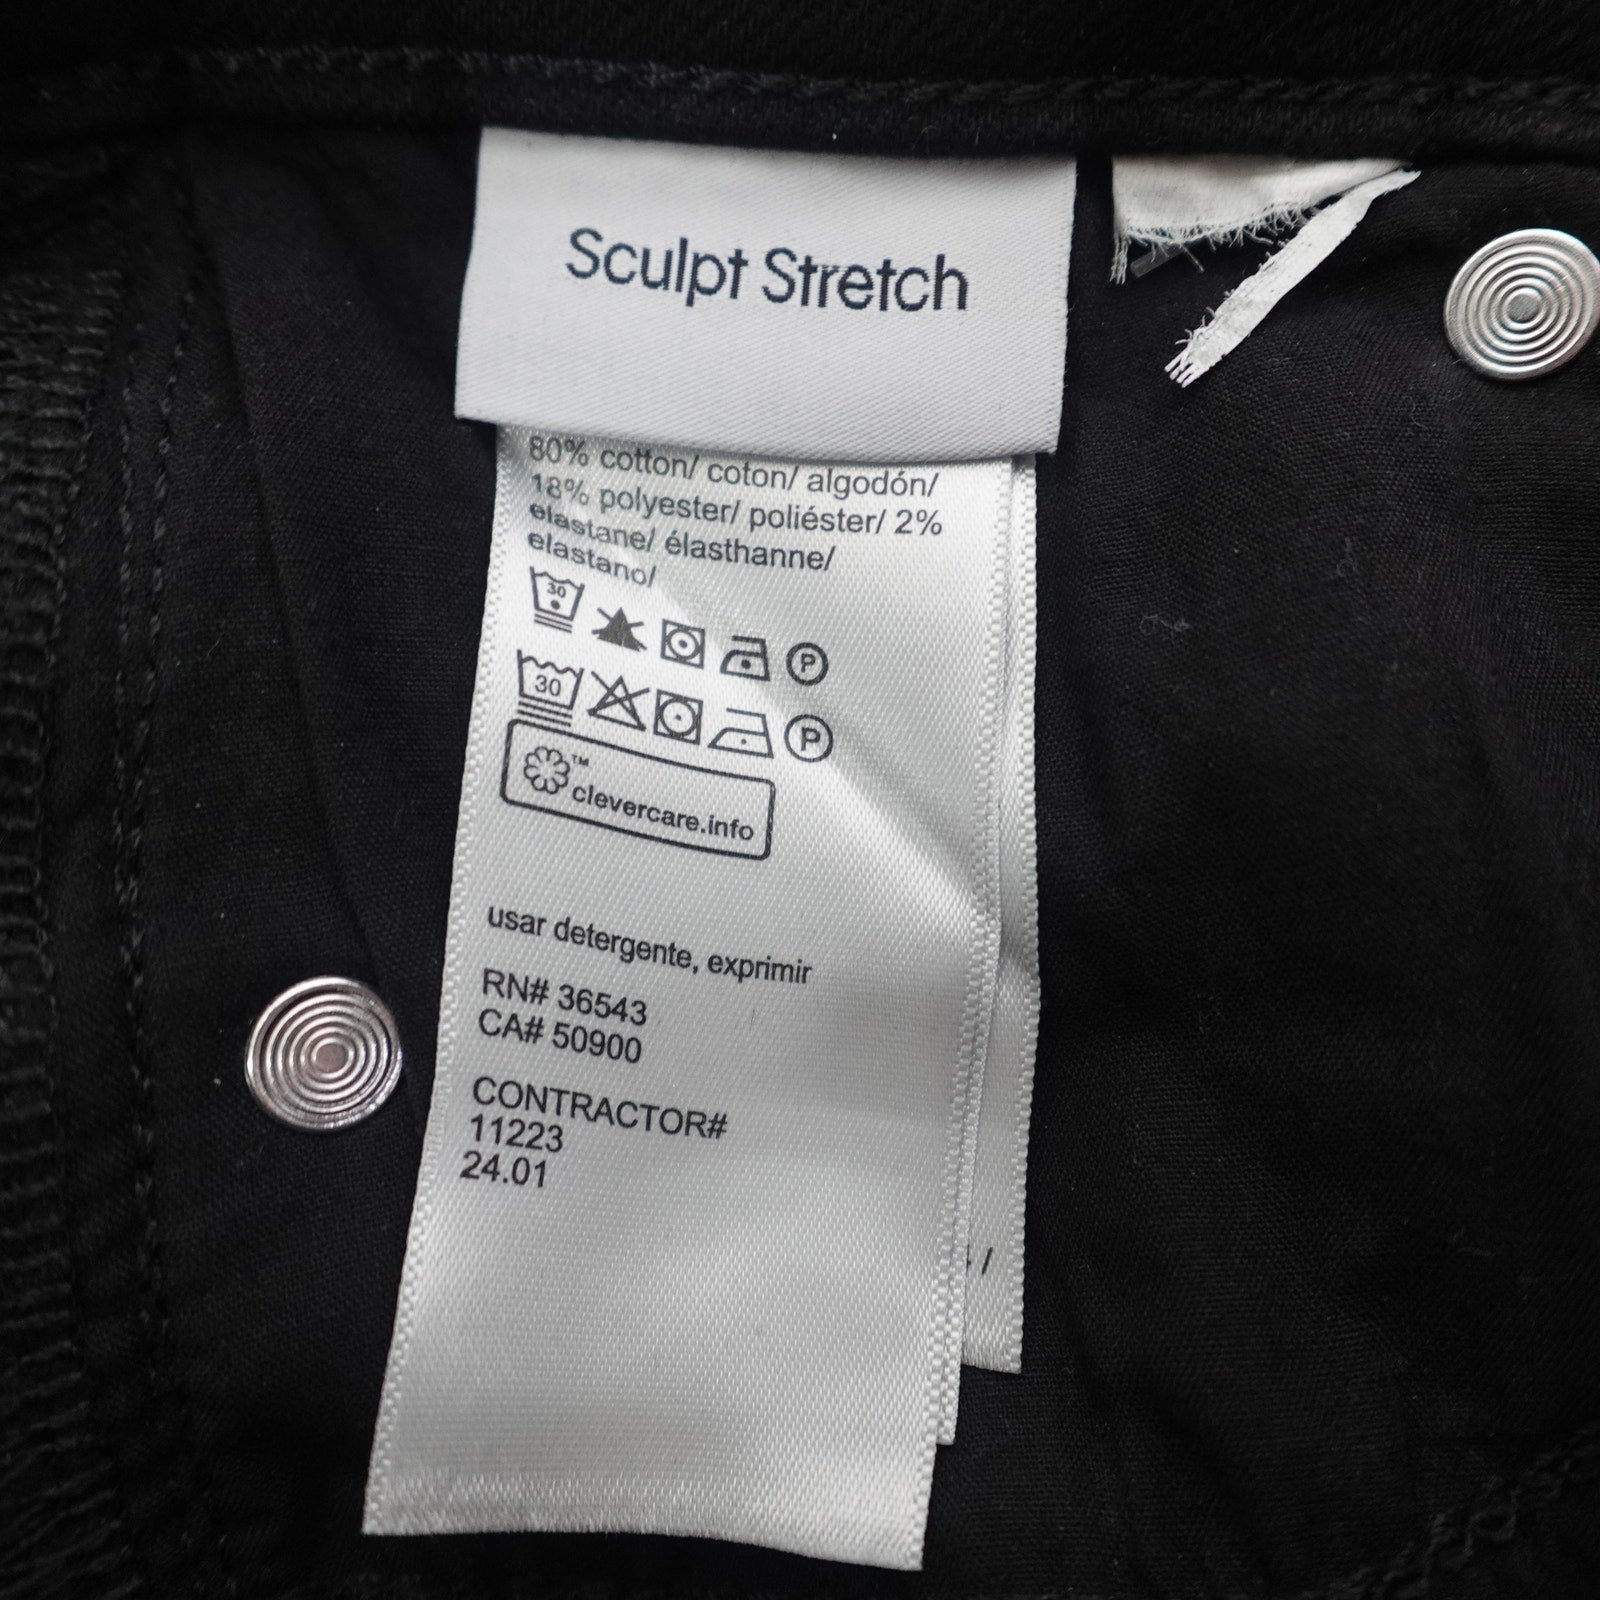 Sculpt Stretch
80% cotton/ coton/ algodón/
18% polyester/ poliéster/ 2%
elastane/ élasthanne/
elastano/
30
P
30
P
™
clevercare.info
usar detergente, exprimir
RN# 36543
CA# 50900
CONTRACTOR#
11223
24.01
/